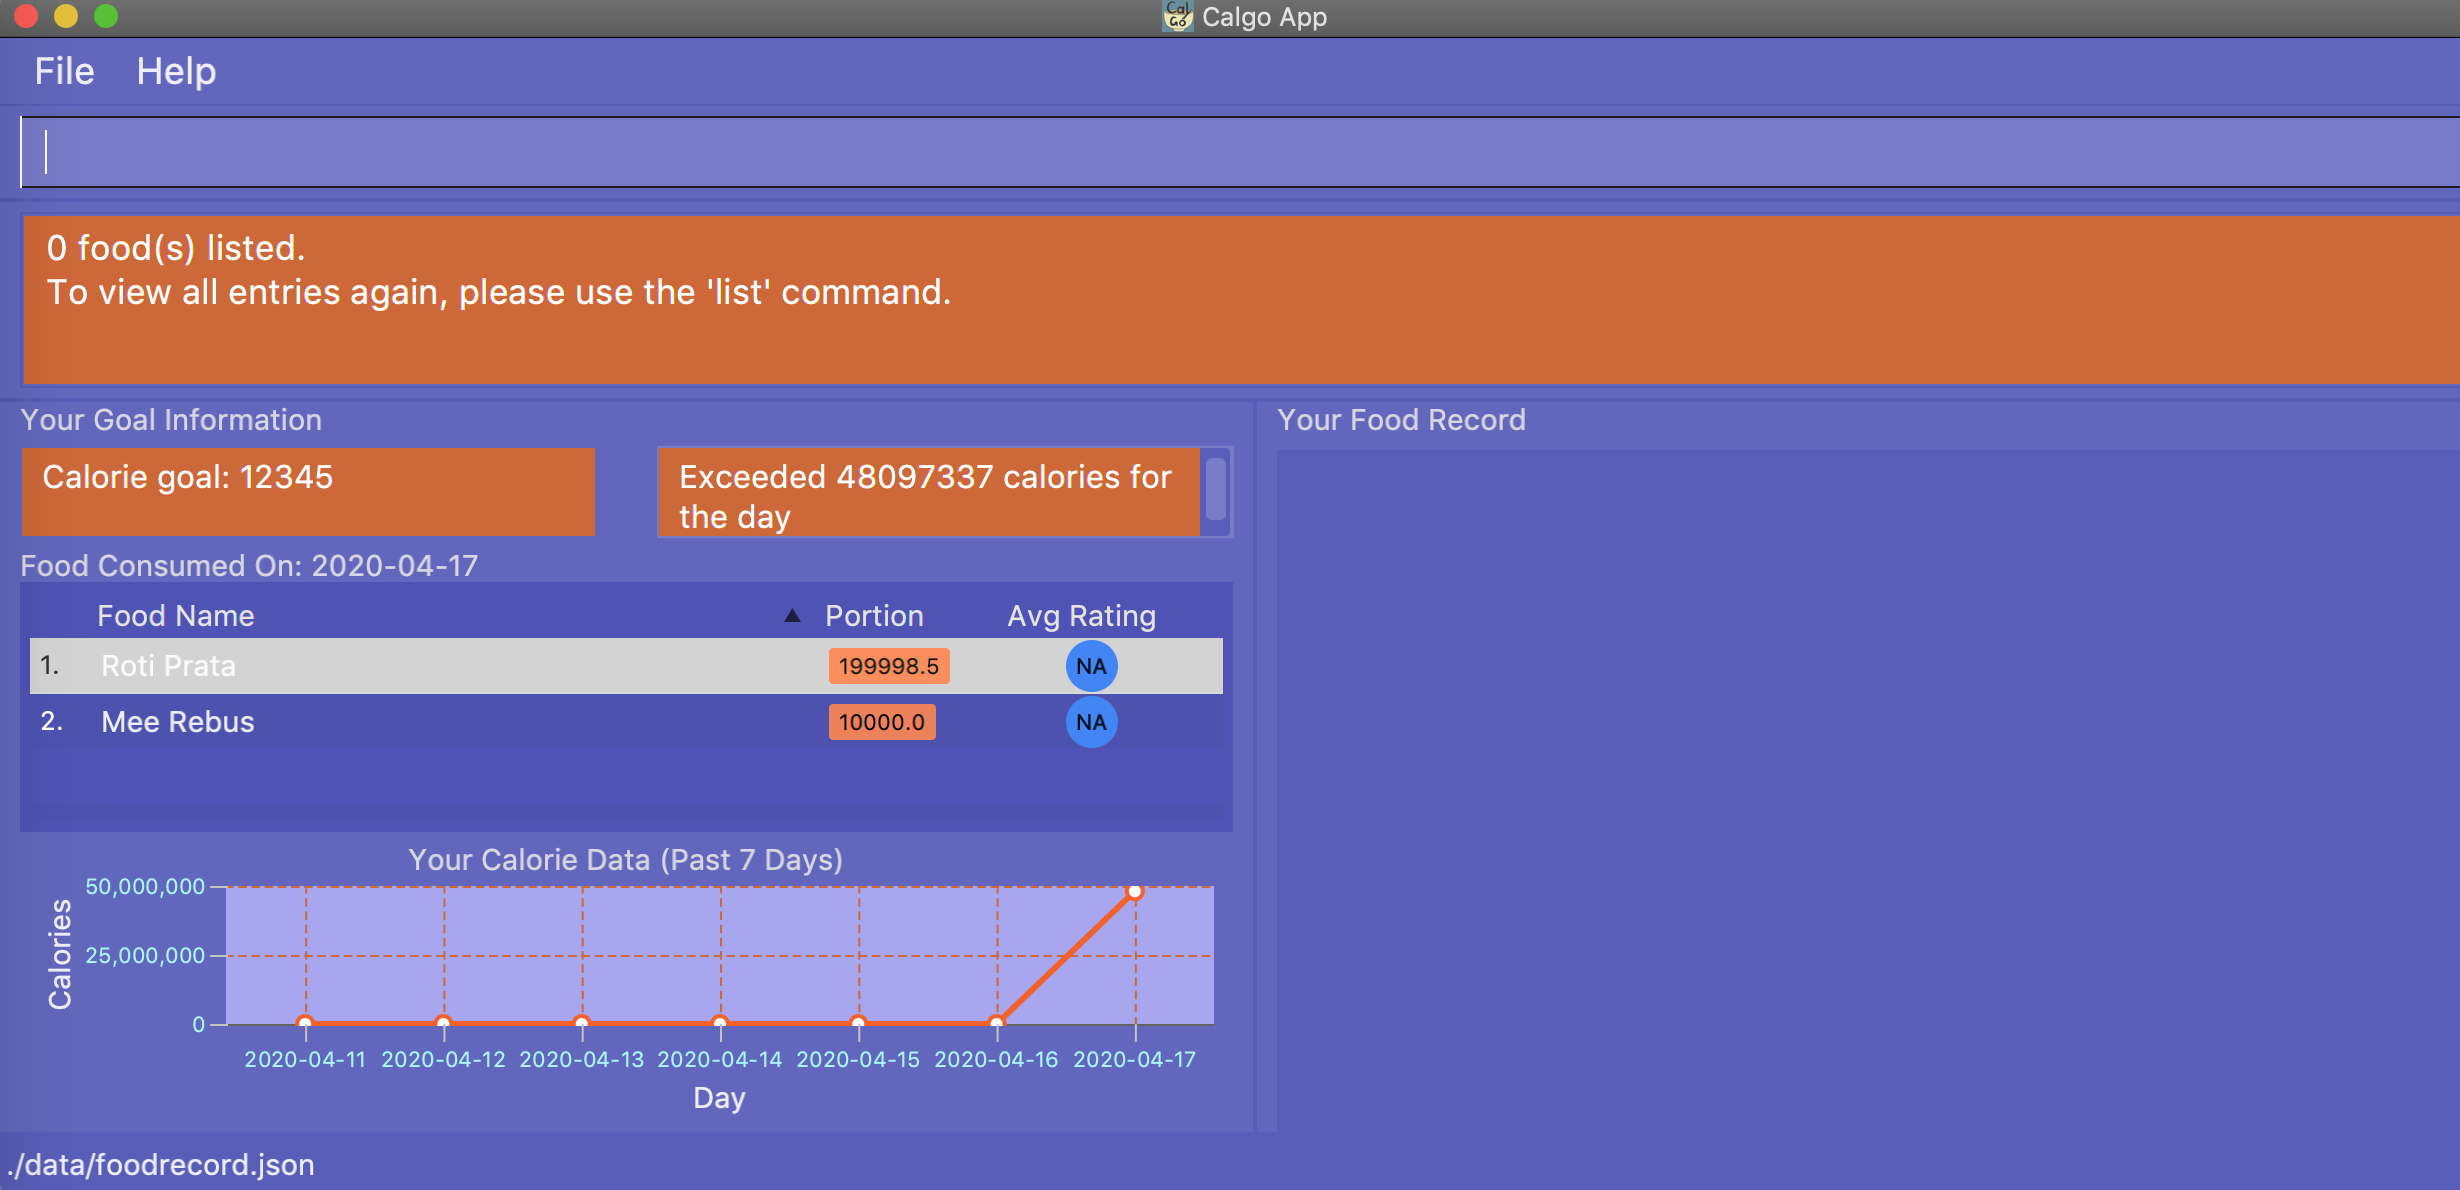 Cal
Go
Calgo App
File Help
0 food(s) listed.
To view all entries again, please use the 'list' command.
Your Goal Information
Calorie goal: 12345
Exceeded 48097337 calories for
the day
Your Food Record
Food Consumed On: 2020-04-17
Food Name ▲ Portion Avg Rating
1. Roti Prata 199998.5 NA
2. Mee Rebus 10000.0 NA
Your Calorie Data (Past 7 Days)
Calories
50,000,000
25,000,000
0
2020-04-11 2020-04-12 2020-04-13 2020-04-14 2020-04-15 2020-04-16 2020-04-17
Day
./data/foodrecord.json